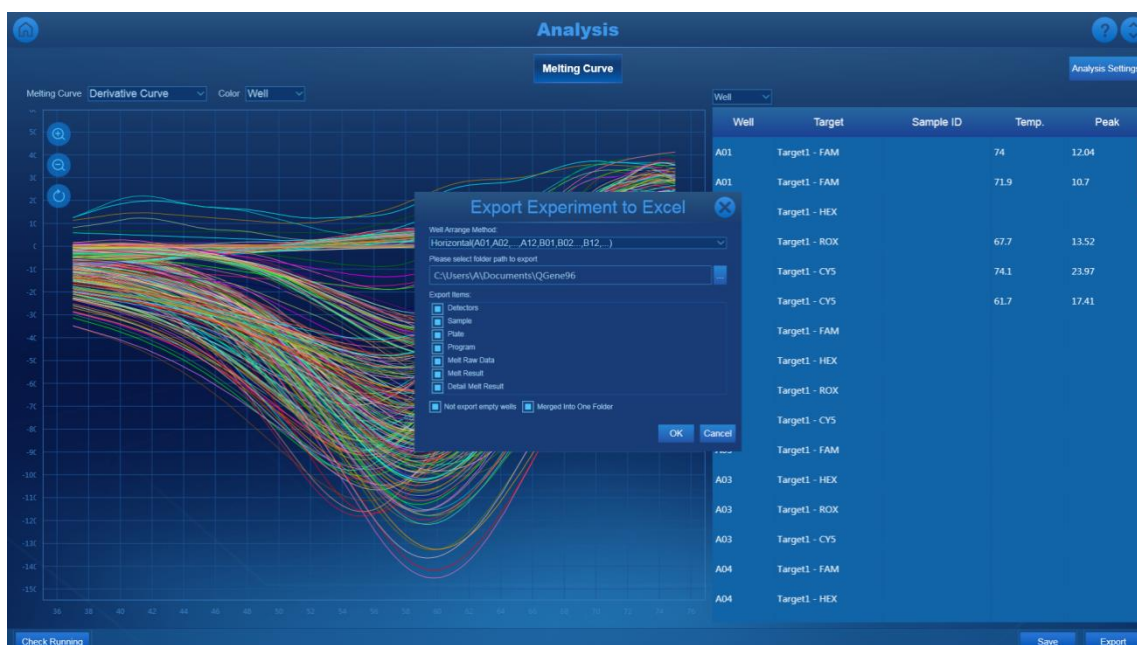 Analysis
?
Melting Curve
Analysis Settings
Melting Curve Derivative Curve Color Well
Well
Well Target Sample ID Temp. Peak
A01 Target1 - FAM 74 12.04
A01 Target1 - FAM 71.9 10.7
Target1 - HEX
Target1 - ROX 67.7 13.52
Target1 - CY5 74.1 23.97
Target1 - CY5 61.7 17.41
Target1 - FAM
Target1 - HEX
Target1 - ROX
Target1 - CY5
Target1 - FAM
A03 Target1 - HEX
A03 Target1 - ROX
A03 Target1 - CY5
A04 Target1 - FAM
A04 Target1 - HEX
Export Experiment to Excel
Well Arrange Method:
Horizontal(A01,A02,...,A12,B01,B02...,B12,...)
Please select folder path to export
C:\Users\A\Documents\QGene96
...
Export Items:
Detectors
Sample
Plate
Program
Melt Raw Data
Melt Result
Detail Melt Result
Not export empty wells Merged Into One Folder
OK Cancel
36 38 40 42 44 46 48 50 52 54 56 58 60 62 64 66 68 70 72 74 76
Check Running
Save Export